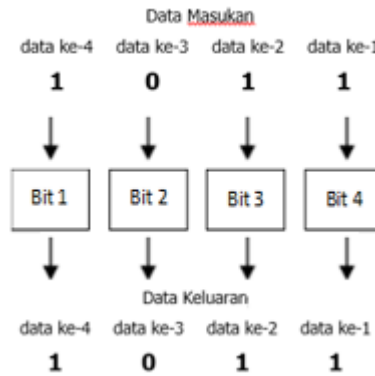 Data Masukan
data ke-4 data ke-3 data ke-2 data ke-1
1 0 1 1
Bit 1 Bit 2 Bit 3 Bit 4
Data Keluaran
data ke-4 data ke-3 data ke-2 data ke-1
1 0 1 1